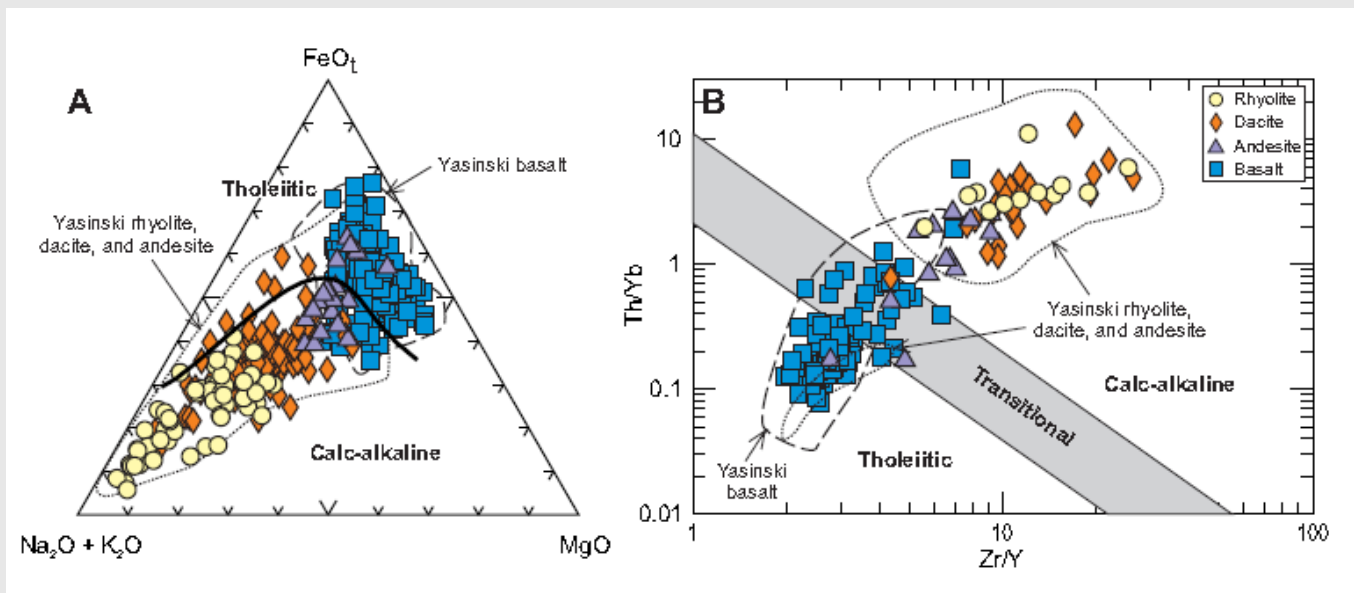 A
FeOt
Yasinski basalt
Tholeiitic
Yasinski rhyolite,
dacite, and andesite
Calc-alkaline
Na₂O + K₂O
MgO
B
Rhyolite
Dacite
Andesite
Basalt
Th/Yb
10
1
0.1
0.01
Yasinski rhyolite,
dacite, and andesite
Transitional
Calc-alkaline
Tholeiitic
Yasinski
basalt
1
10
100
Zr/Y